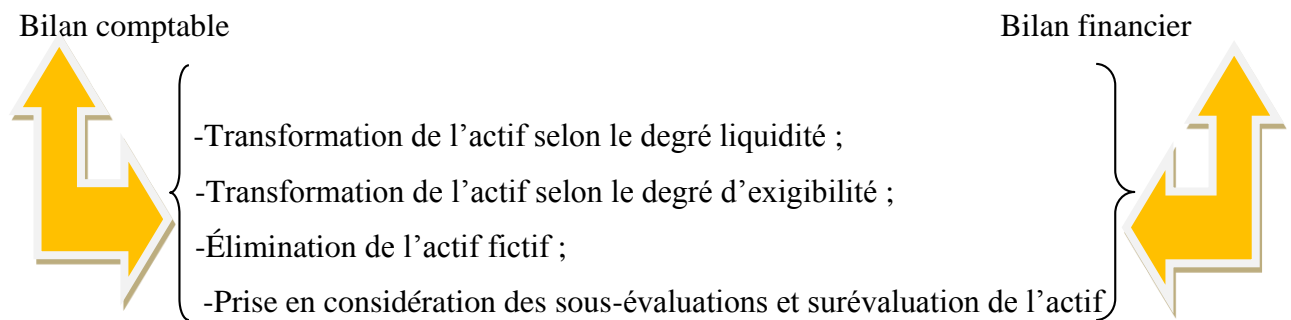 Bilan comptable Bilan financier
-Transformation de l’actif selon le degré liquidité ;
-Transformation de l’actif selon le degré d’exigibilité ;
-Élimination de l’actif fictif ;
-Prise en considération des sous-évaluations et surévaluation de l’actif